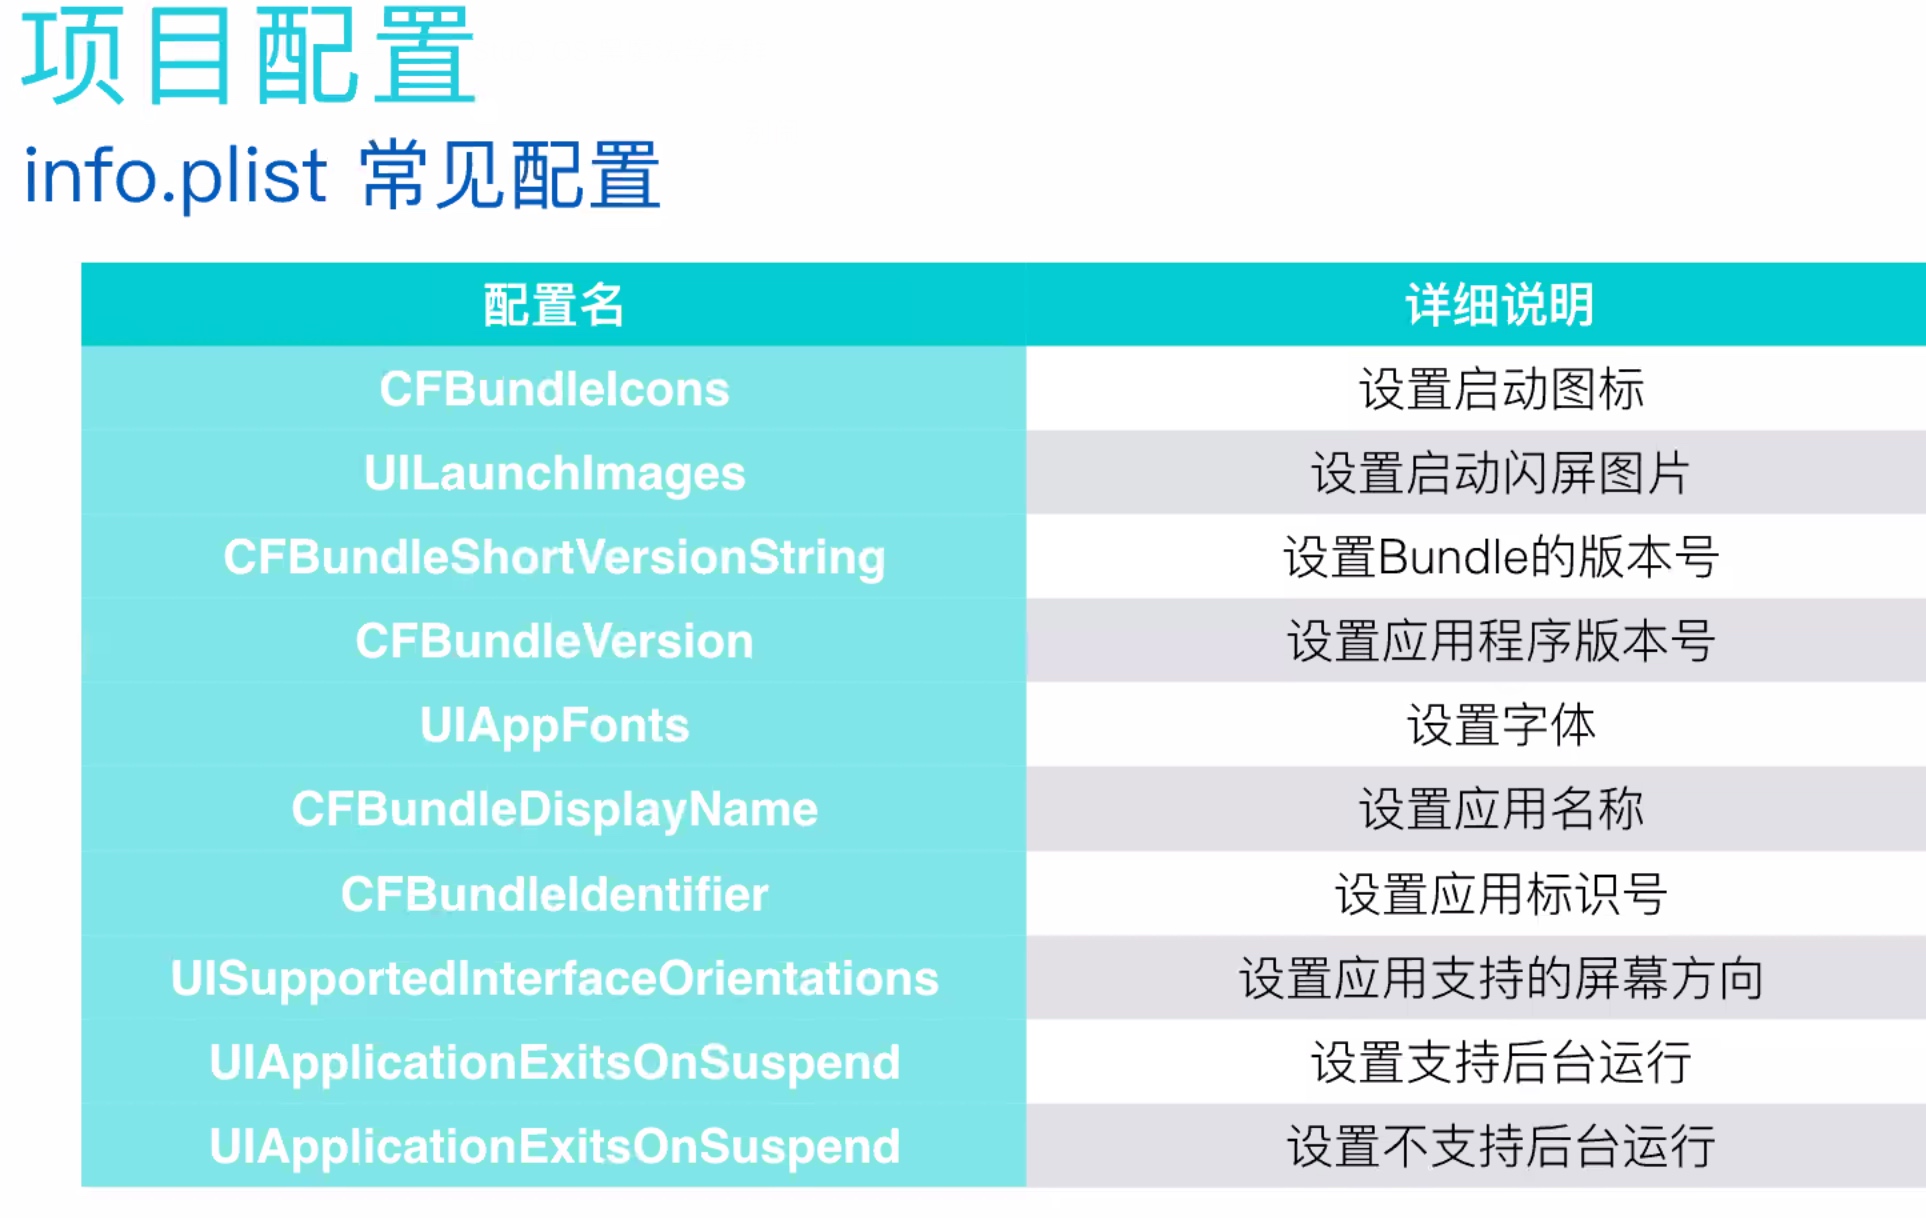 项目配置
info.plist 常见配置
配置名 详细说明
CFBundleIcons 设置启动图标
UILaunchImages 设置启动闪屏图片
CFBundleShortVersionString 设置Bundle的版本号
CFBundleVersion 设置应用程序版本号
UIAppFonts 设置字体
CFBundleDisplayName 设置应用名称
CFBundleIdentifier 设置应用标识号
UISupportedInterfaceOrientations 设置应用支持的屏幕方向
UIApplicationExitsOnSuspend 设置支持后台运行
UIApplicationExitsOnSuspend 设置不支持后台运行